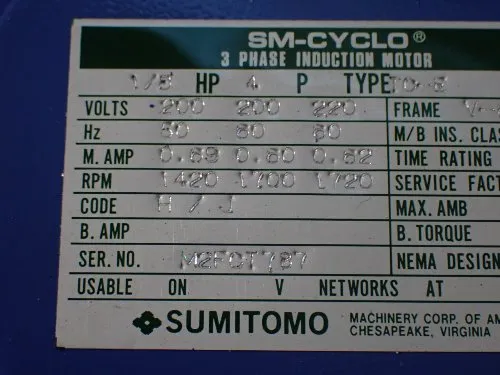 SM-CYCLO®
3 PHASE INDUCTION MOTOR
HP 4 P TYPE
VOLTS 200 200 220 FRAME
Hz 50 60 60 M/B INS. CLAS
M. AMP 0.69 0.60 0.62 TIME RATING
RPM 1420 1700 1720 SERVICE FACT
CODE H / J MAX. AMB
B. AMP B. TORQUE
SER. NO. NEMA DESIGN
USABLE ON V NETWORKS AT
SUMITOMO MACHINERY CORP. OF AM
CHESAPEAKE, VIRGINIA